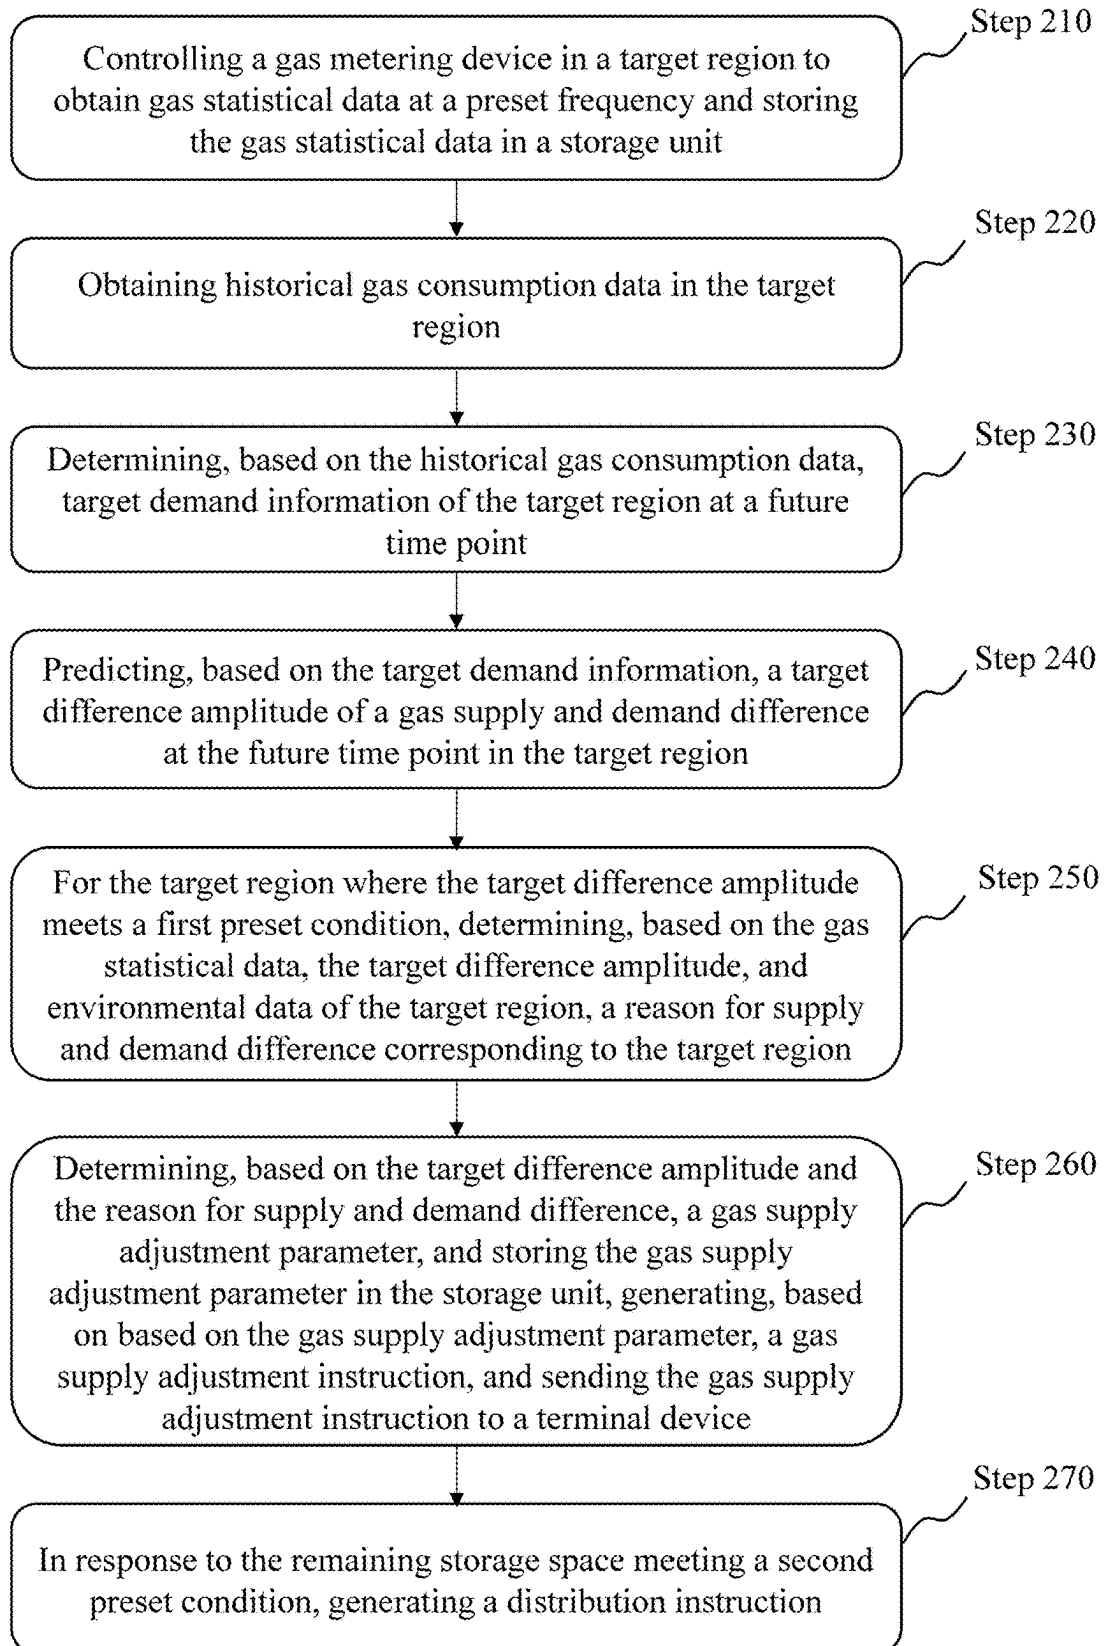 Step 210
Controlling a gas metering device in a target region to
obtain gas statistical data at a preset frequency and storing
the gas statistical data in a storage unit
Step 220
Obtaining historical gas consumption data in the target
region
Step 230
Determining, based on the historical gas consumption data,
target demand information of the target region at a future
time point
Step 240
Predicting, based on the target demand information, a target
difference amplitude of a gas supply and demand difference
at the future time point in the target region
Step 250
For the target region where the target difference amplitude
meets a first preset condition, determining, based on the gas
statistical data, the target difference amplitude, and
environmental data of the target region, a reason for supply
and demand difference corresponding to the target region
Step 260
Determining, based on the target difference amplitude and
the reason for supply and demand difference, a gas supply
adjustment parameter, and storing the gas supply
adjustment parameter in the storage unit, generating, based
on based on the gas supply adjustment parameter, a gas
supply adjustment instruction, and sending the gas supply
adjustment instruction to a terminal device
Step 270
In response to the remaining storage space meeting a second
preset condition, generating a distribution instruction